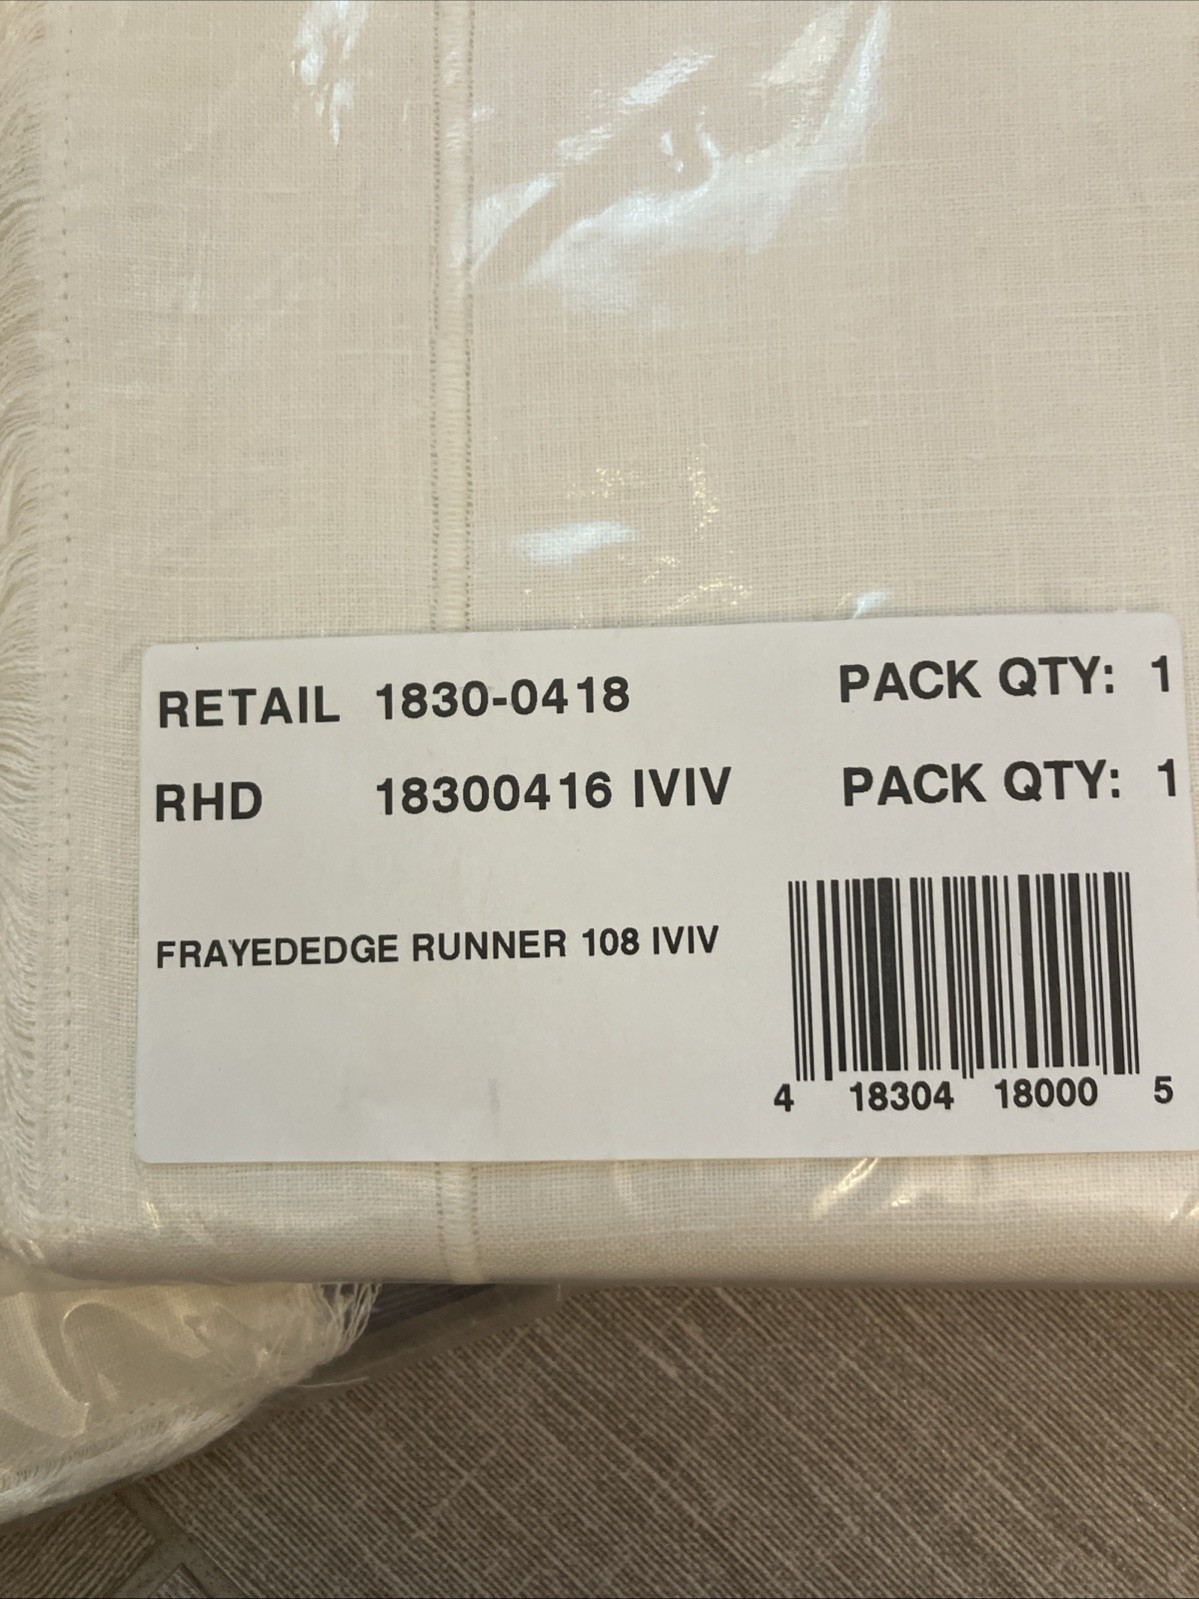 RETAIL 1830-0418 PACK QTY: 1
RHD 18300416 IVIV PACK QTY: 1
FRAYEDEDGE RUNNER 108 IVIV
4 18304 18000 5